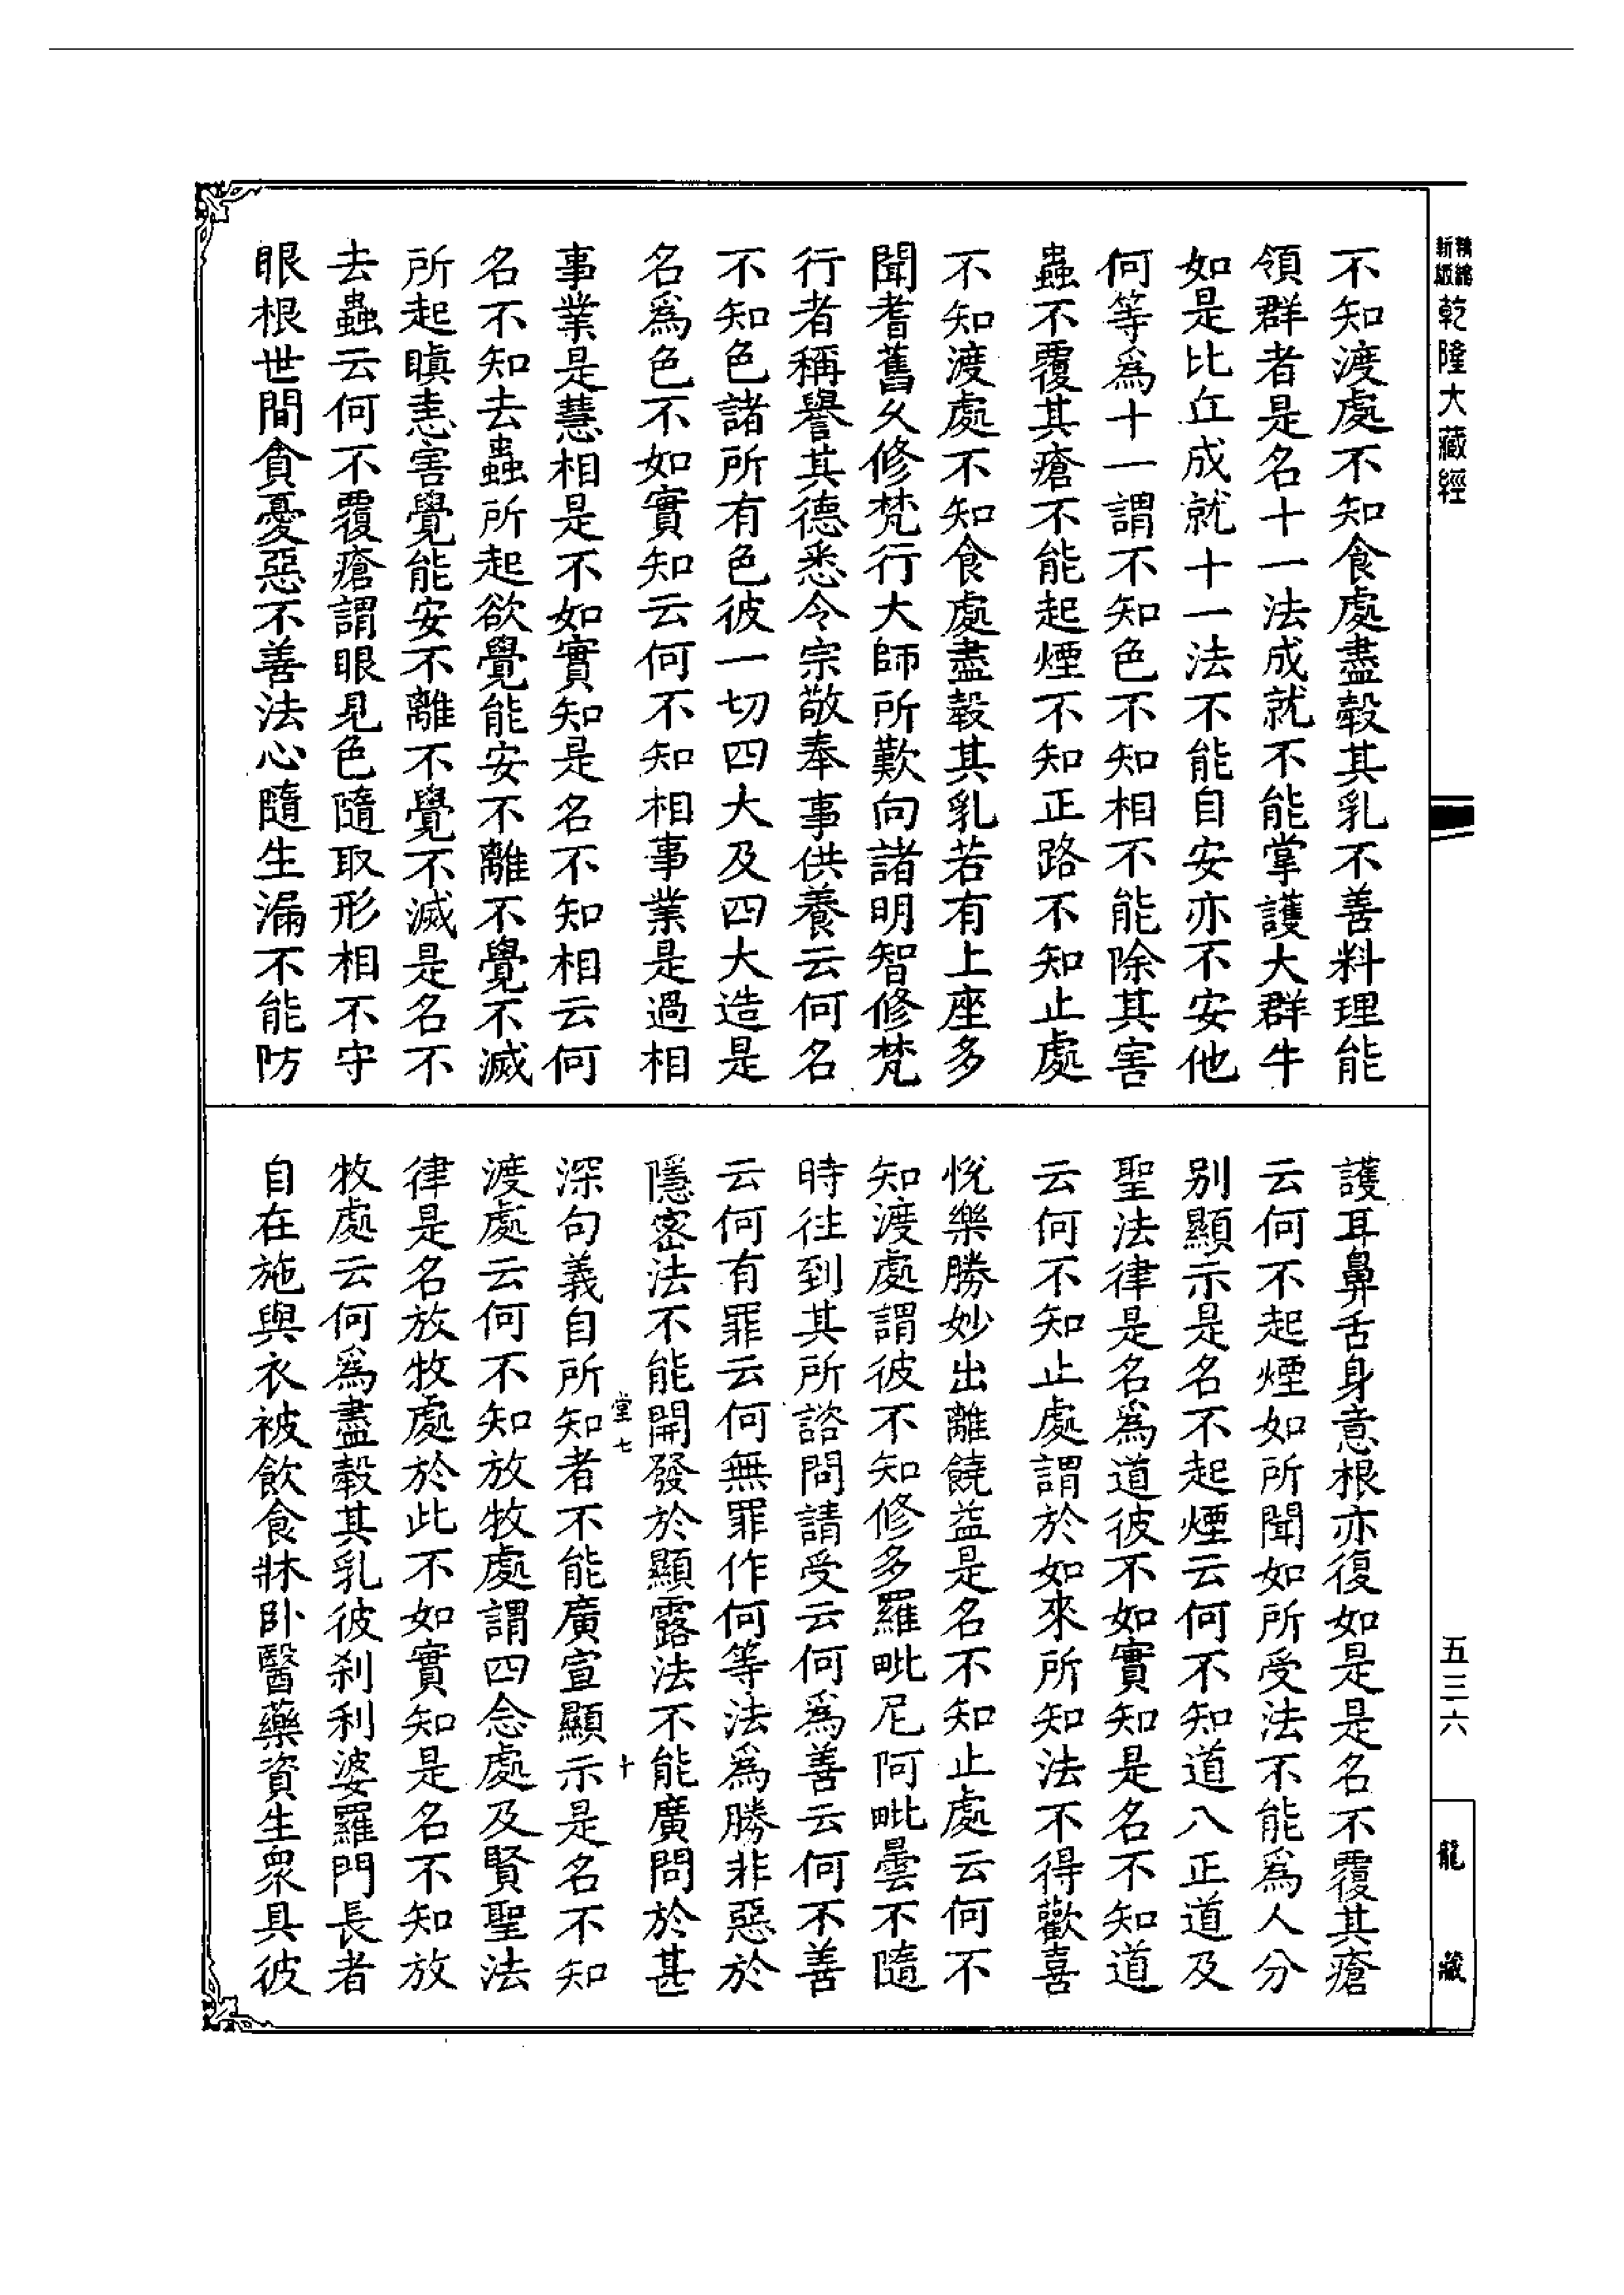 精縮
新版
乾隆大藏經
五三六
龍藏
不知渡處不知食處盡𣫍其乳不善料理能
領群者是名十一法成就不能掌護大群牛
如是比丘成就十一法不能自安亦不安他
何等爲十一謂不知色不知相不能除其害
蟲不覆其瘡不能起煙不知正路不知止處
不知渡處不知食處盡𣫍其乳若有上座多
聞耆舊久修梵行大師所歎向諸明智修梵
行者稱譽其德悉令宗敬奉事供養云何名
不知色諸所有色彼一切四大及四大造是
名爲色不如實知云何不知相事業是過相
事業是慧相是不如實知是名不知相云何
名不知去蟲所起欲覺能安不離不覺不滅
所起瞋恚害覺能安不離不覺不滅是名不
去蟲云何不覆瘡謂眼見色隨取形相不守
眼根世間貪憂惡不善法心隨生漏不能防
護耳鼻舌身意根亦復如是是名不覆其瘡
云何不起煙如所聞如所受法不能爲人分
别顯示是名不起煙云何不知道八正道及
聖法律是名爲道彼不如實知是名不知道
云何不知止處謂於如來所知法不得歡喜
悅樂勝妙出離饒益是名不知止處云何不
知渡處謂彼不知修多羅毗尼阿毗曇不隨
時往到其所諮問請受云何爲善云何不善
云何有罪云何無罪作何等法爲勝非惡於
隱密法不能開發於顯露法不能廣問於甚
堂七
十
深句義自所知者不能廣宣顯示是名不知
渡處云何不知放牧處謂四念處及賢聖法
律是名放牧處於此不如實知是名不知放
牧處云何爲盡𣫍其乳彼剎利婆羅門長者
自在施與衣被飲食牀卧醫藥資生衆具彼